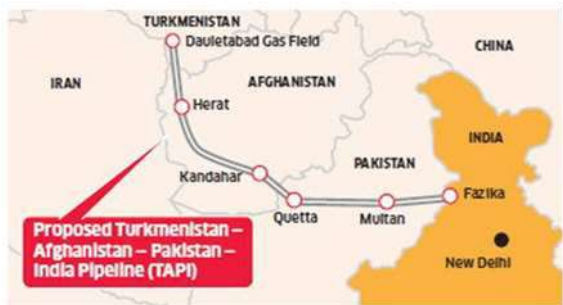 TURKMENISTAN
Dauletabad Gas Field
CHINA
IRAN
AFGHANISTAN
Herat
INDIA
PAKISTAN
Kandahar
Fazika
Quetta
Multan
Proposed Turkmenistan –
Afghanistan – Pakistan –
India Pipeline (TAPI)
New Delhi